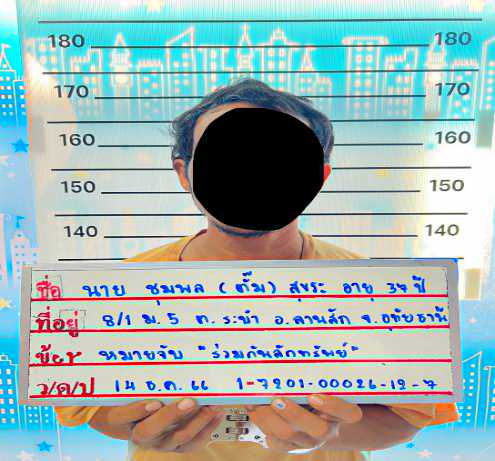 180 180
170 170
160 160
150 150
140 140
ชื่อ นาย ชุมพล ( ตั๊ม ) สุขระ อายุ 37 ปี
ที่อยู่ 8/1 ม. 5 ต. ระบำ อ. ลานสัก จ. อุทัยธานี
ข้อหา หมายจับ "ร่วมกันลักทรัพย์"
ว/ด/ป 14 ธ.ค. 66 1-7201-00026-12-7